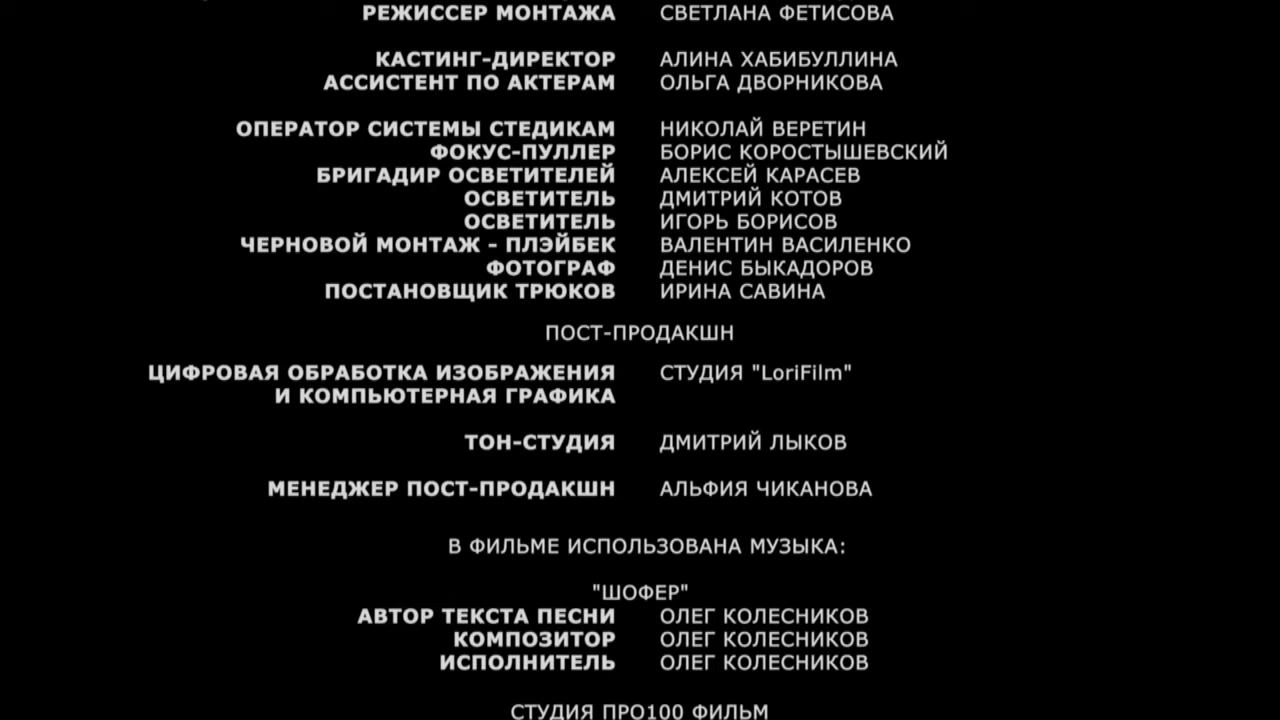 РЕЖИССЕР МОНТАЖА СВЕТЛАНА ФЕТИСОВА
КАСТИНГ-ДИРЕКТОР АЛИНА ХАБИБУЛЛИНА
АССИСТЕНТ ПО АКТЕРАМ ОЛЬГА ДВОРНИКОВА
ОПЕРАТОР СИСТЕМЫ СТЕДИКАМ НИКОЛАЙ ВЕРЕТИН
ФОКУС-ПУЛЛЕР БОРИС КОРОСТЫШЕВСКИЙ
БРИГАДИР ОСВЕТИТЕЛЕЙ АЛЕКСЕЙ КАРАСЕВ
ОСВЕТИТЕЛЬ ДМИТРИЙ КОТОВ
ОСВЕТИТЕЛЬ ИГОРЬ БОРИСОВ
ЧЕРНОВОЙ МОНТАЖ - ПЛЭЙБЕК ВАЛЕНТИН ВАСИЛЕНКО
ФОТОГРАФ ДЕНИС БЫКАДОРОВ
ПОСТАНОВЩИК ТРЮКОВ ИРИНА САВИНА
ПОСТ-ПРОДАКШН
ЦИФРОВАЯ ОБРАБОТКА ИЗОБРАЖЕНИЯ СТУДИЯ "LoriFilm"
И КОМПЬЮТЕРНАЯ ГРАФИКА
ТОН-СТУДИЯ ДМИТРИЙ ЛЫКОВ
МЕНЕДЖЕР ПОСТ-ПРОДАКШН АЛЬФИЯ ЧИКАНОВА
В ФИЛЬМЕ ИСПОЛЬЗОВАНА МУЗЫКА:
"ШОФЕР"
АВТОР ТЕКСТА ПЕСНИ ОЛЕГ КОЛЕСНИКОВ
КОМПОЗИТОР ОЛЕГ КОЛЕСНИКОВ
ИСПОЛНИТЕЛЬ ОЛЕГ КОЛЕСНИКОВ
СТУДИЯ ПРО100 ФИЛЬМ